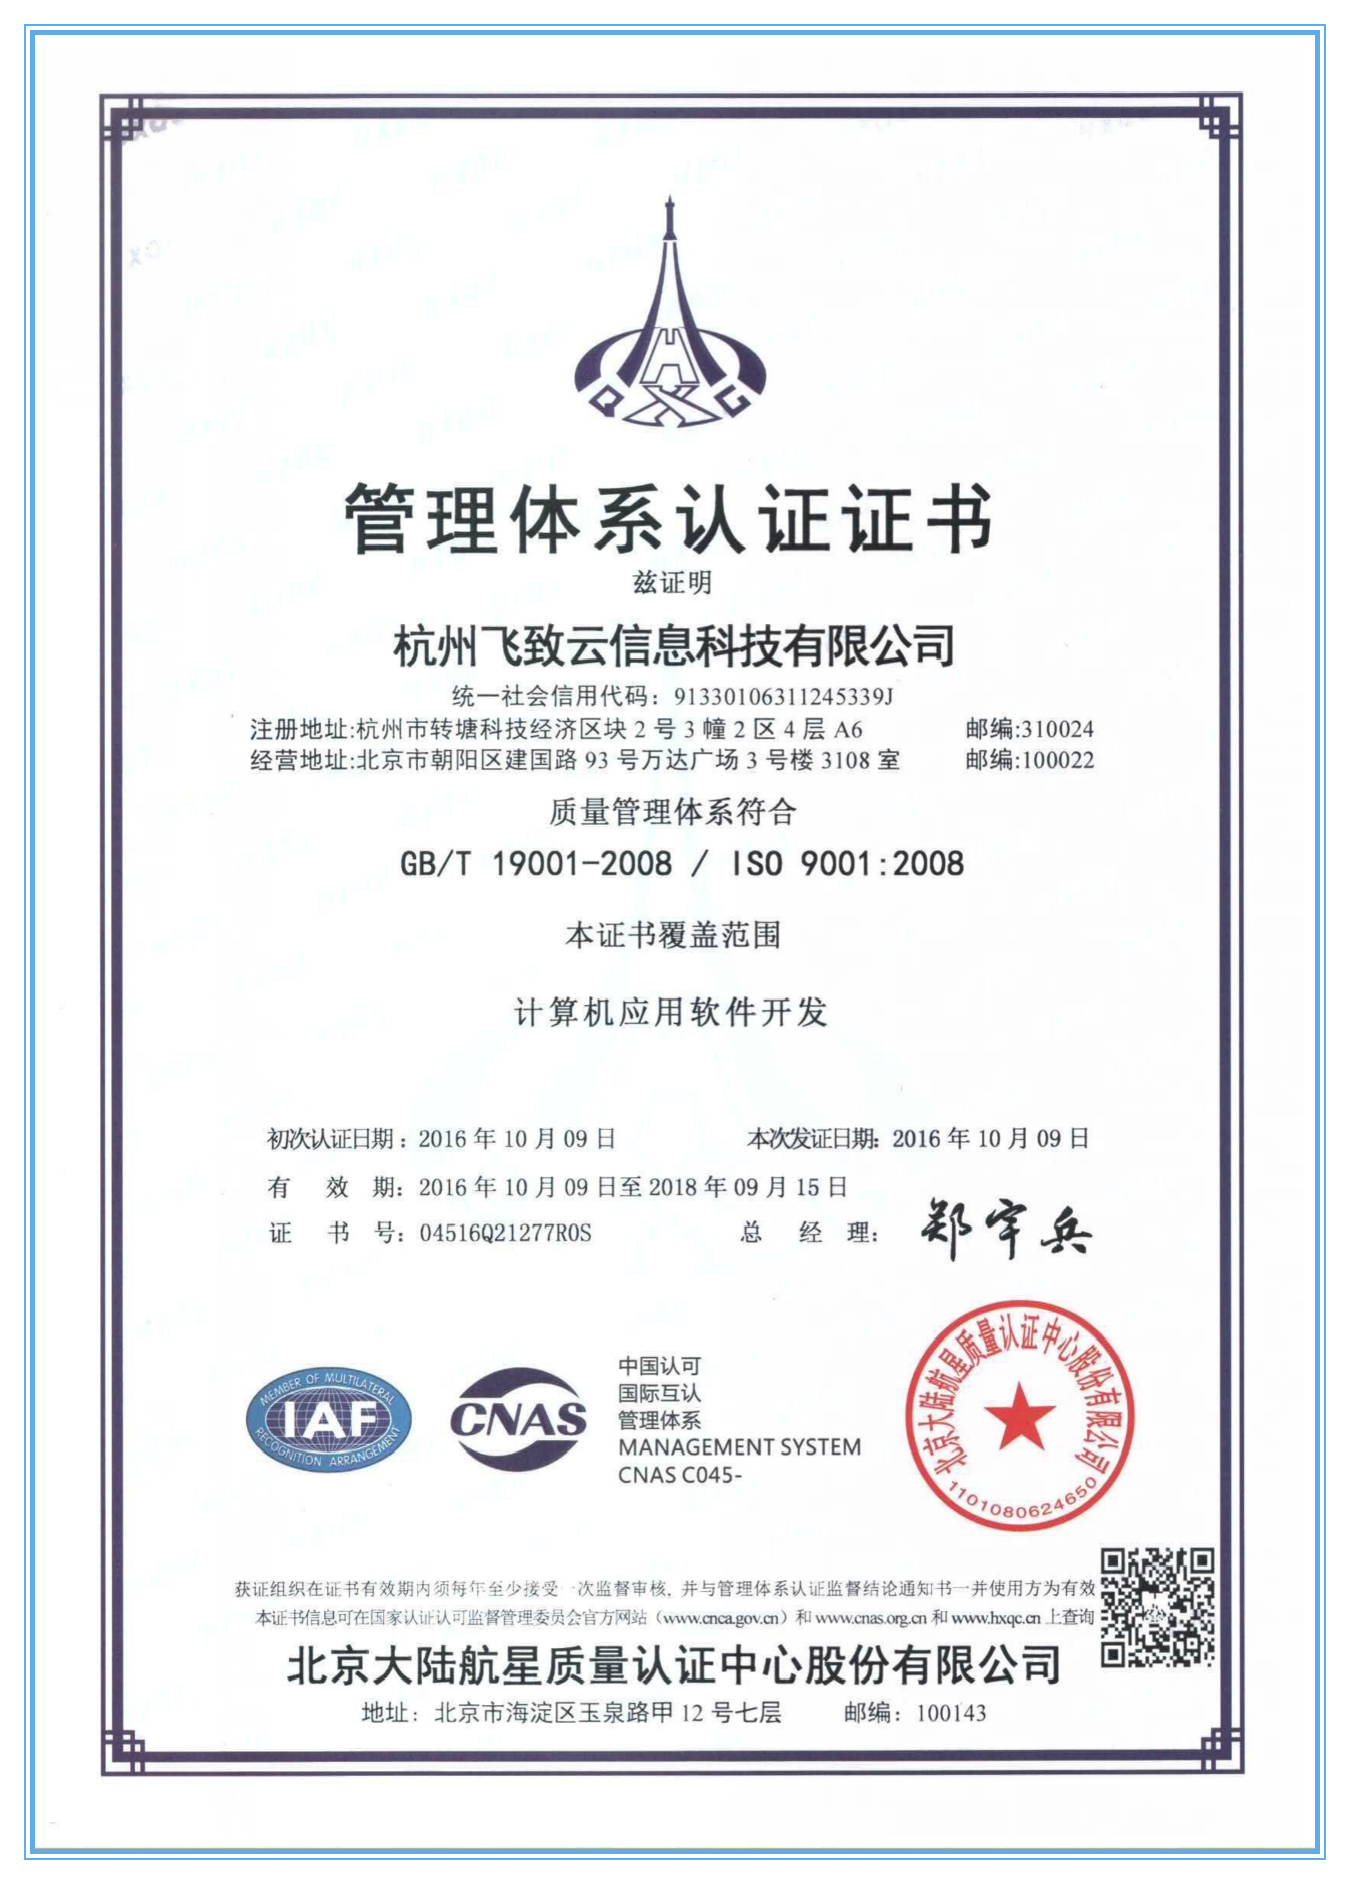 HXQC
管理体系认证证书
兹证明
杭州飞致云信息科技有限公司
统一社会信用代码：91330106311245339J
注册地址:杭州市转塘科技经济区块 2 号 3 幢 2 区 4 层 A6 邮编:310024
经营地址:北京市朝阳区建国路 93 号万达广场 3 号楼 3108 室 邮编:100022
质量管理体系符合
GB/T 19001-2008 / ISO 9001:2008
本证书覆盖范围
计算机应用软件开发
初次认证日期：2016 年 10 月 09 日 本次发证日期：2016 年 10 月 09 日
有 效 期：2016 年 10 月 09 日至 2018 年 09 月 15 日
证 书 号：04516Q21277R0S 总 经 理：郑宇兵
MEMBER OF MULTILATERAL
IAF
RECOGNITION ARRANGEMENT
CNAS
中国认可
国际互认
管理体系
MANAGEMENT SYSTEM
CNAS C045-
北京大陆航星质量认证中心股份有限公司
1101080624650
获证组织在证书有效期内须每年至少接受一次监督审核, 并与管理体系认证监督结论通知书一并使用方为有效
本证书信息可在国家认证认可监督管理委员会官方网站（www.cnca.gov.cn）和 www.cnas.org.cn 和 www.hxqc.cn 上查询
北京大陆航星质量认证中心股份有限公司
地址：北京市海淀区玉泉路甲 12 号七层 邮编：100143